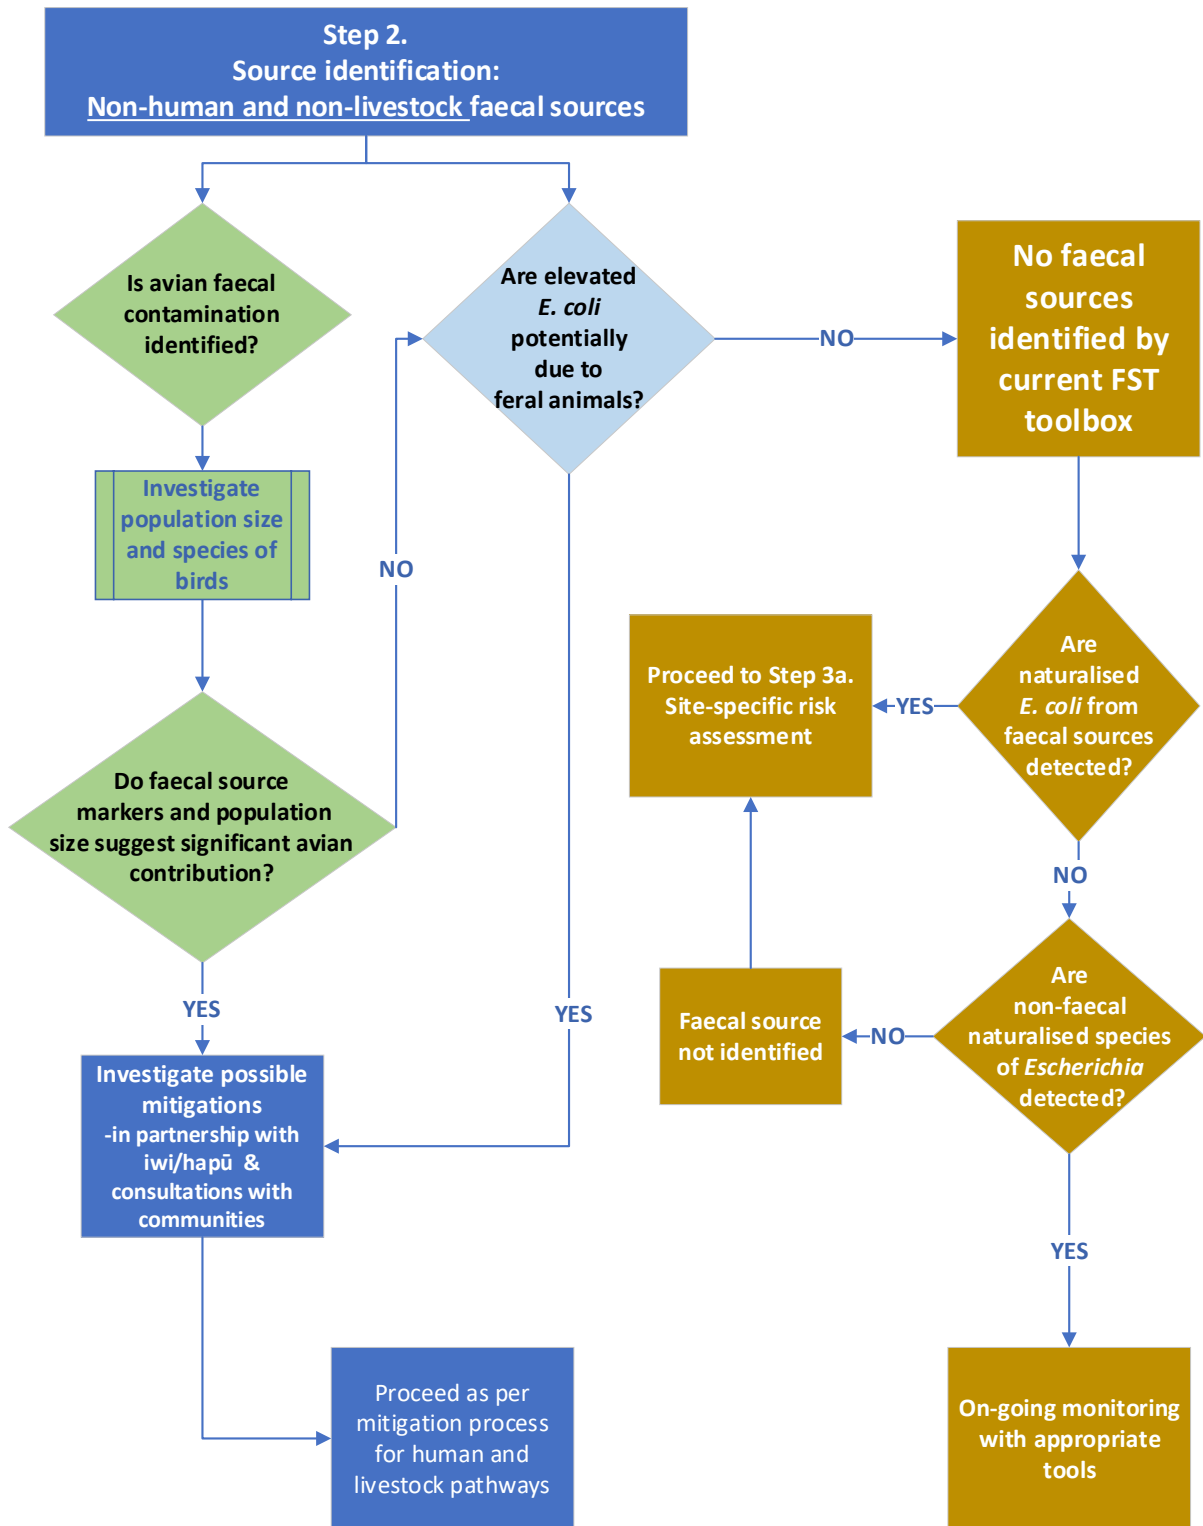 Step 2.
Source identification:
Non-human and non-livestock faecal sources
Is avian faecal
contamination
identified?
Are elevated
E. coli
potentially
due to
feral animals?
NO
No faecal
sources
identified by
current FST
toolbox
Investigate
population size
and species of
birds
NO
Do faecal source
markers and population
size suggest significant avian
contribution?
YES
YES
Investigate possible
mitigations
-in partnership with
iwi/hapū &
consultations with
communities
Proceed as per
mitigation process
for human and
livestock pathways
Are
naturalised
E. coli from
faecal sources
detected?
YES
Proceed to Step 3a.
Site-specific risk
assessment
NO
Are
non-faecal
naturalised species
of Escherichia
detected?
NO
Faecal source
not identified
YES
On-going monitoring
with appropriate
tools